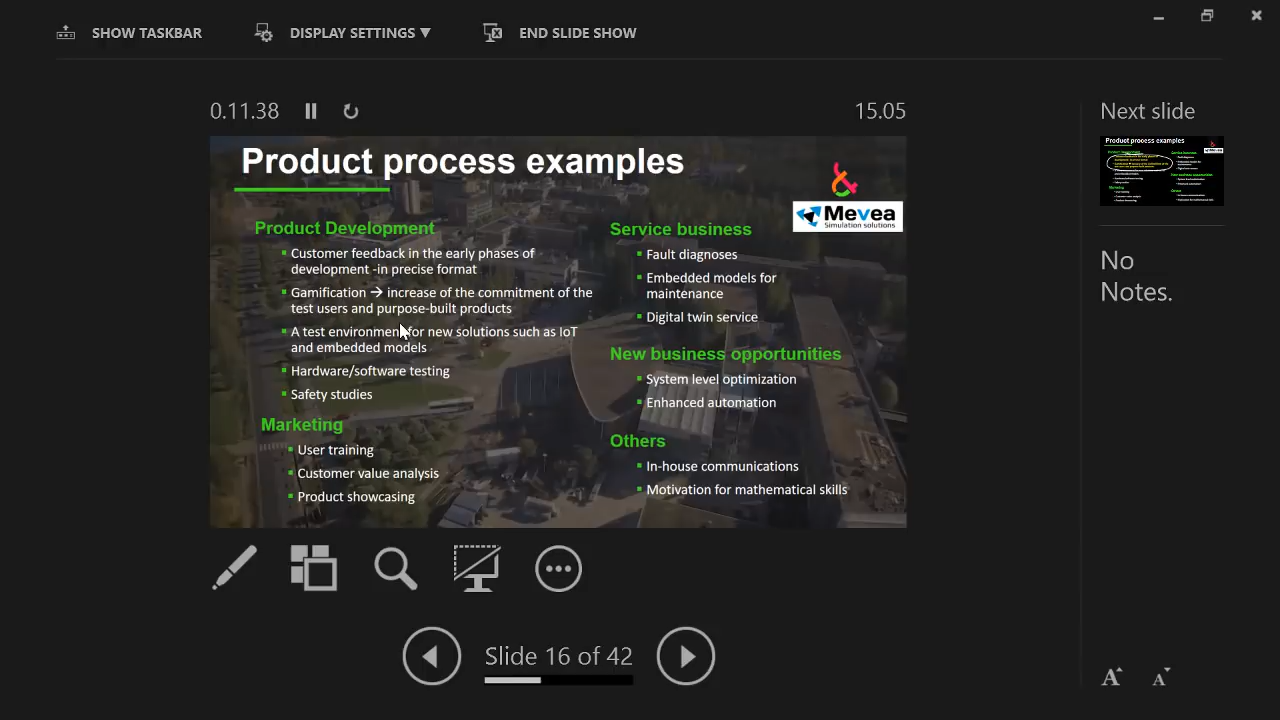 SHOW TASKBAR
DISPLAY SETTINGS ▼
END SLIDE SHOW
0.11.38
15.05
Product process examples
Mevea
Simulation solutions
Product Development
Customer feedback in the early phases of
development -in precise format
Gamification → increase of the commitment of the
test users and purpose-built products
A test environment for new solutions such as IoT
and embedded models
Hardware/software testing
Safety studies
Marketing
User training
Customer value analysis
Product showcasing
Service business
Fault diagnoses
Embedded models for
maintenance
Digital twin service
New business opportunities
System level optimization
Enhanced automation
Others
In-house communications
Motivation for mathematical skills
Slide 16 of 42
Next slide
Product process examples
Mevea
No
Notes.
A
A